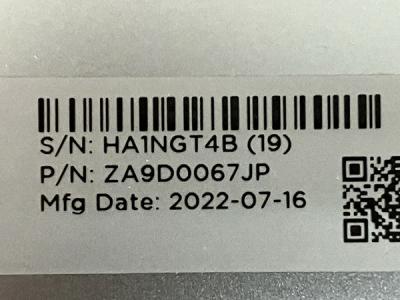 S/N: HA1NGT4B (19)
P/N: ZA9D0067JP
Mfg Date: 2022-07-16